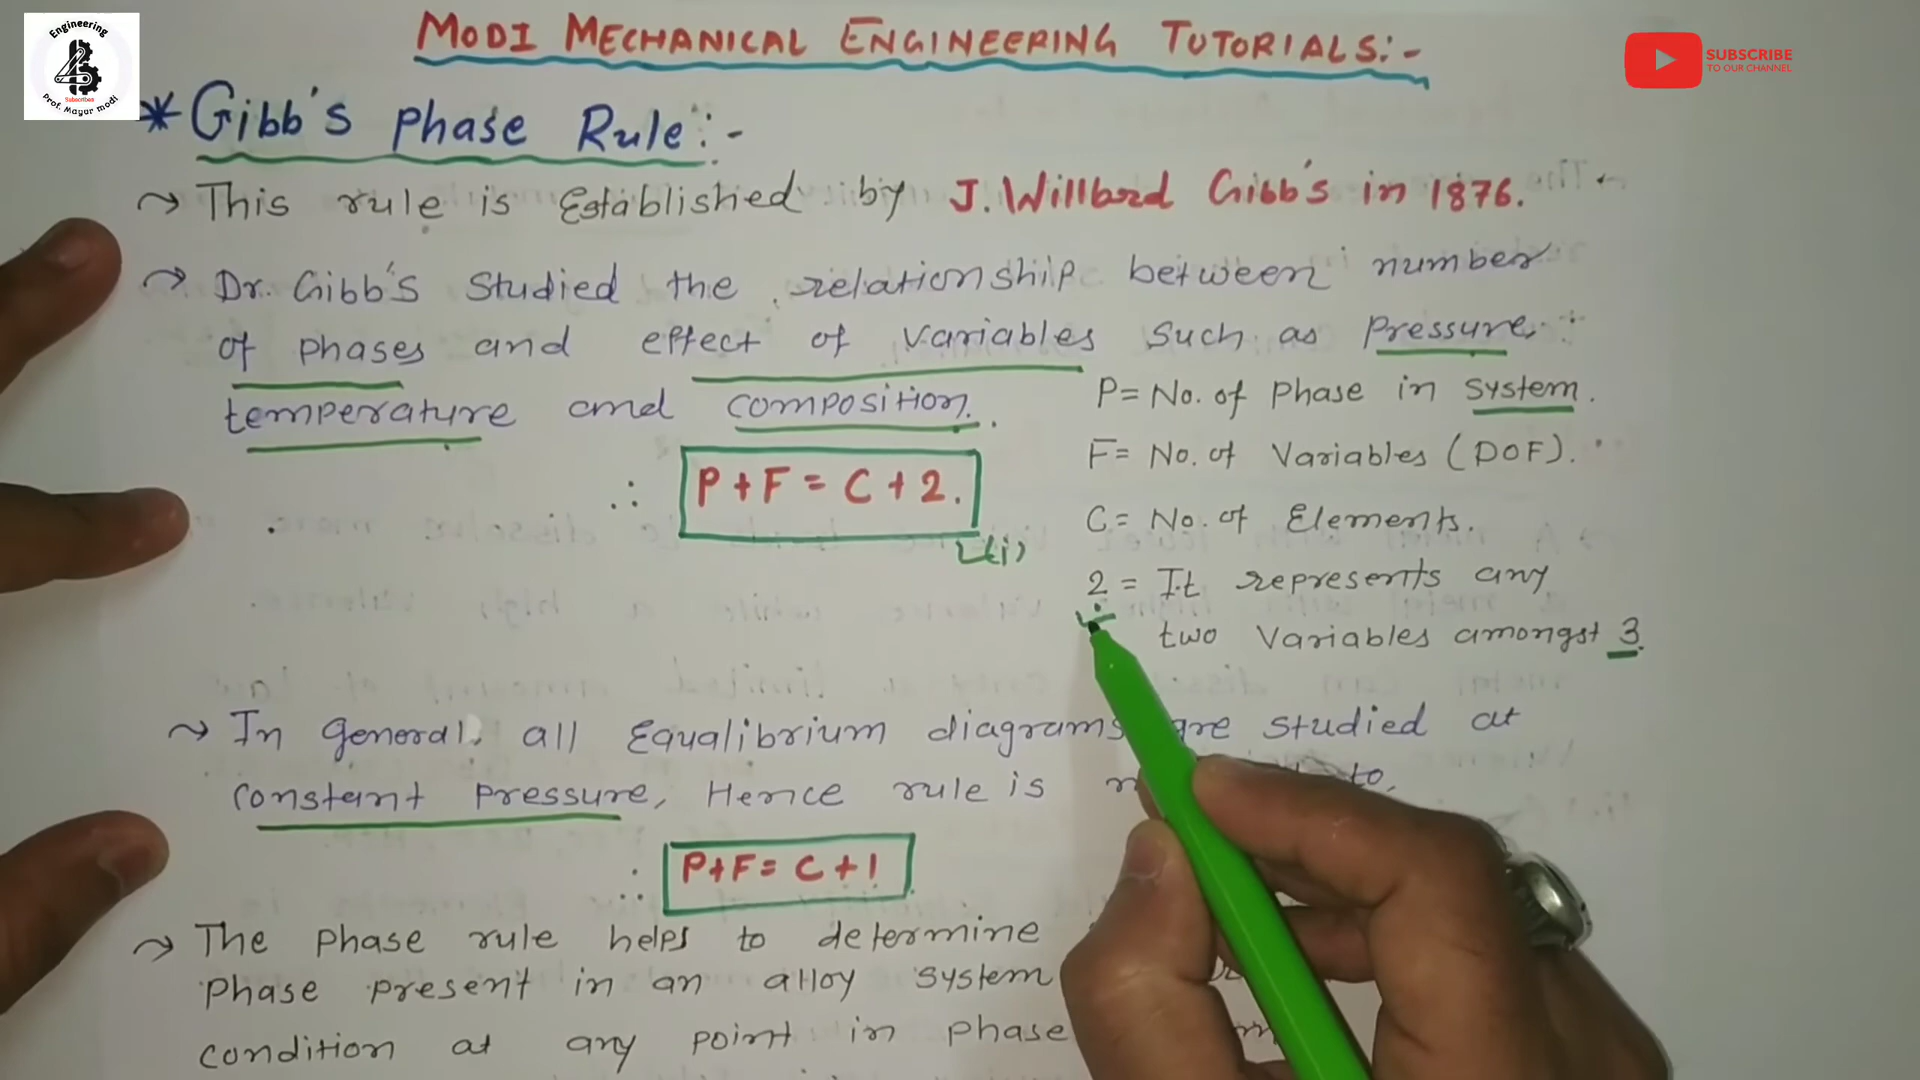 Engineering
Subscribes
Prof. Mayur modi
MODI MECHANICAL ENGINEERING TUTORIALS:-
SUBSCRIBE
TO OUR CHANNEL
* Gibb's Phase Rule:-
This rule is Established by J. Willbard Gibb's in 1876.
Dr. Gibb's Studied the relationship between number
of phases and effect of variables such as pressure
temperature and composition.
P = No. of Phase in system.
F = No. of Variables (DOF).
∴ P + F = C + 2.
(i)
C = No. of Elements.
2 = It represents any
two variables amongst 3.
In general, all Equalibrium diagrams are studied at
constant pressure, Hence rule is to,
∴ P + F = C + 1
The phase rule helps to determine
Phase present in an alloy system
condition at any point in phase